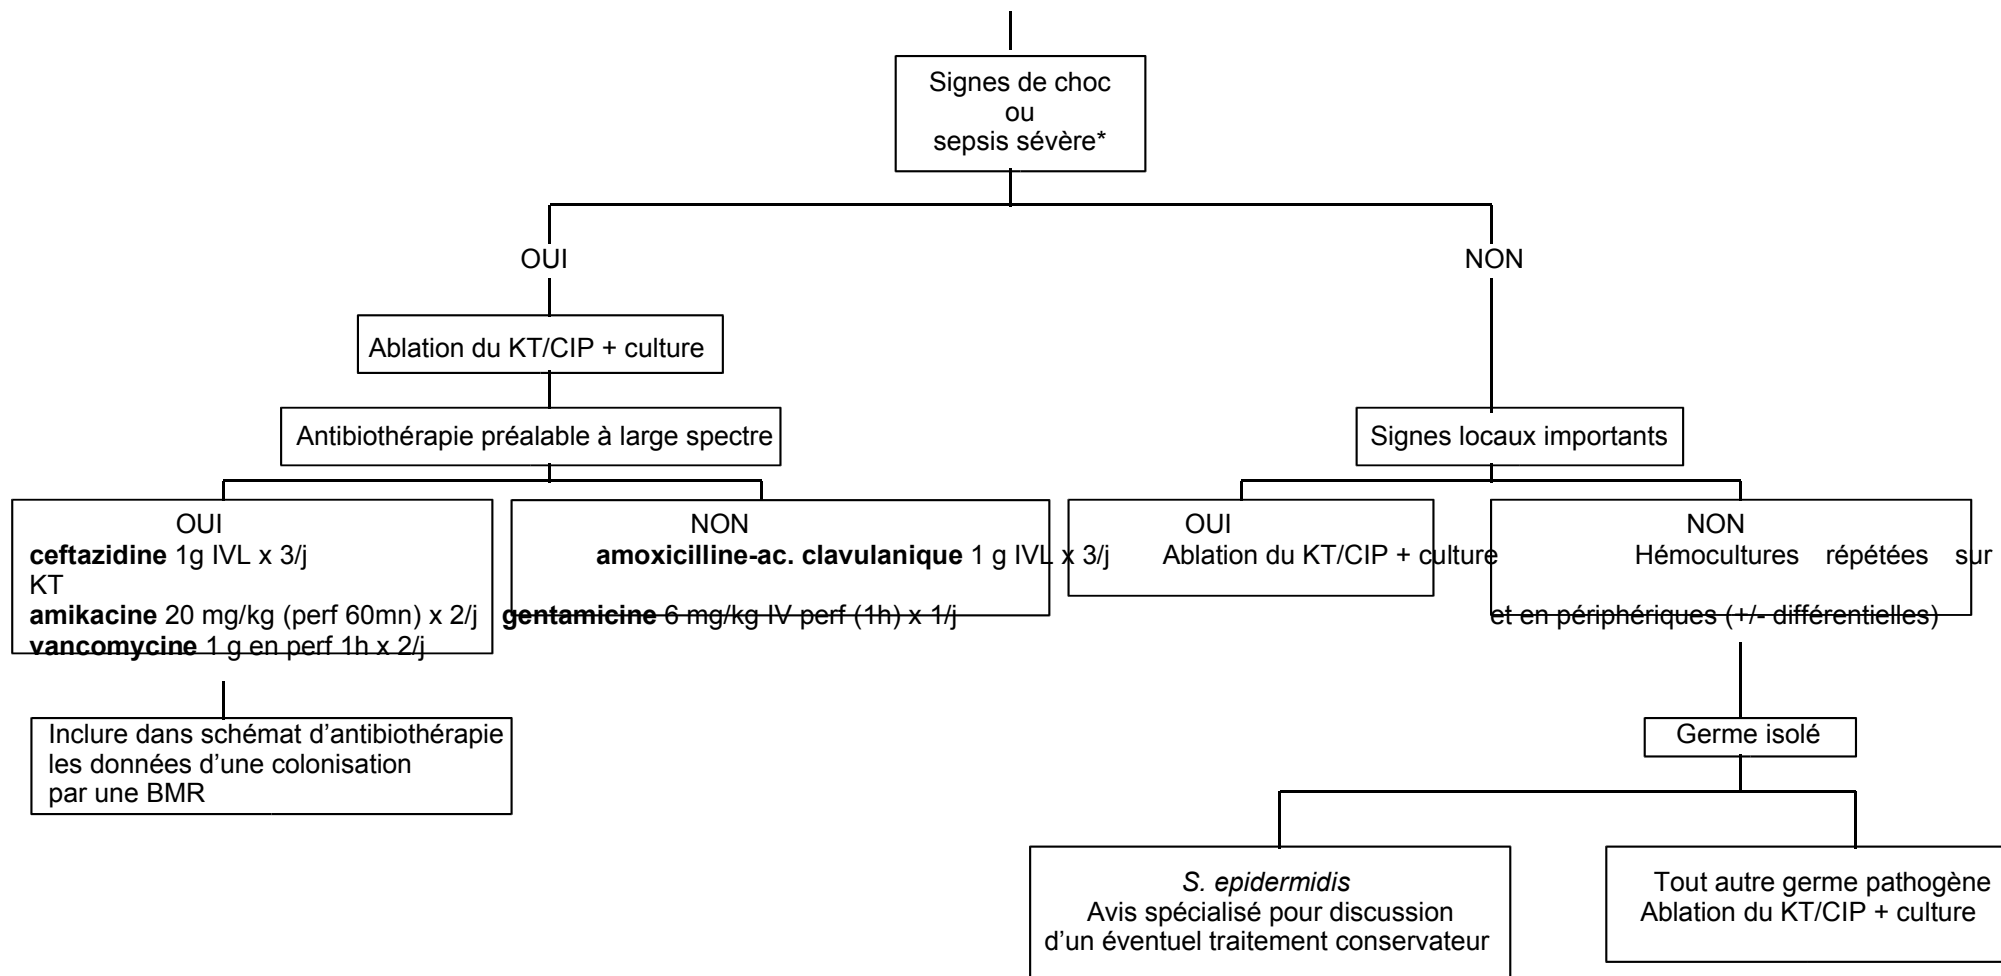 Signes de choc
ou
sepsis sévère*
OUI
NON
Ablation du KT/CIP + culture
Antibiothérapie préalable à large spectre
Signes locaux importants
OUI
ceftazidine 1g IVL x 3/j
KT
amikacine 20 mg/kg (perf 60mn) x 2/j
vancomycine 1 g en perf 1h x 2/j
NON
amoxicilline-ac. clavulanique 1 g IVL x 3/j
gentamicine 6 mg/kg IV perf (1h) x 1/j
OUI
Ablation du KT/CIP + culture
NON
Hémocultures répétées sur
et en périphériques (+/- différentielles)
Inclure dans schémat d’antibiothérapie
les données d’une colonisation
par une BMR
Germe isolé
S. epidermidis
Avis spécialisé pour discussion
d’un éventuel traitement conservateur
Tout autre germe pathogène
Ablation du KT/CIP + culture